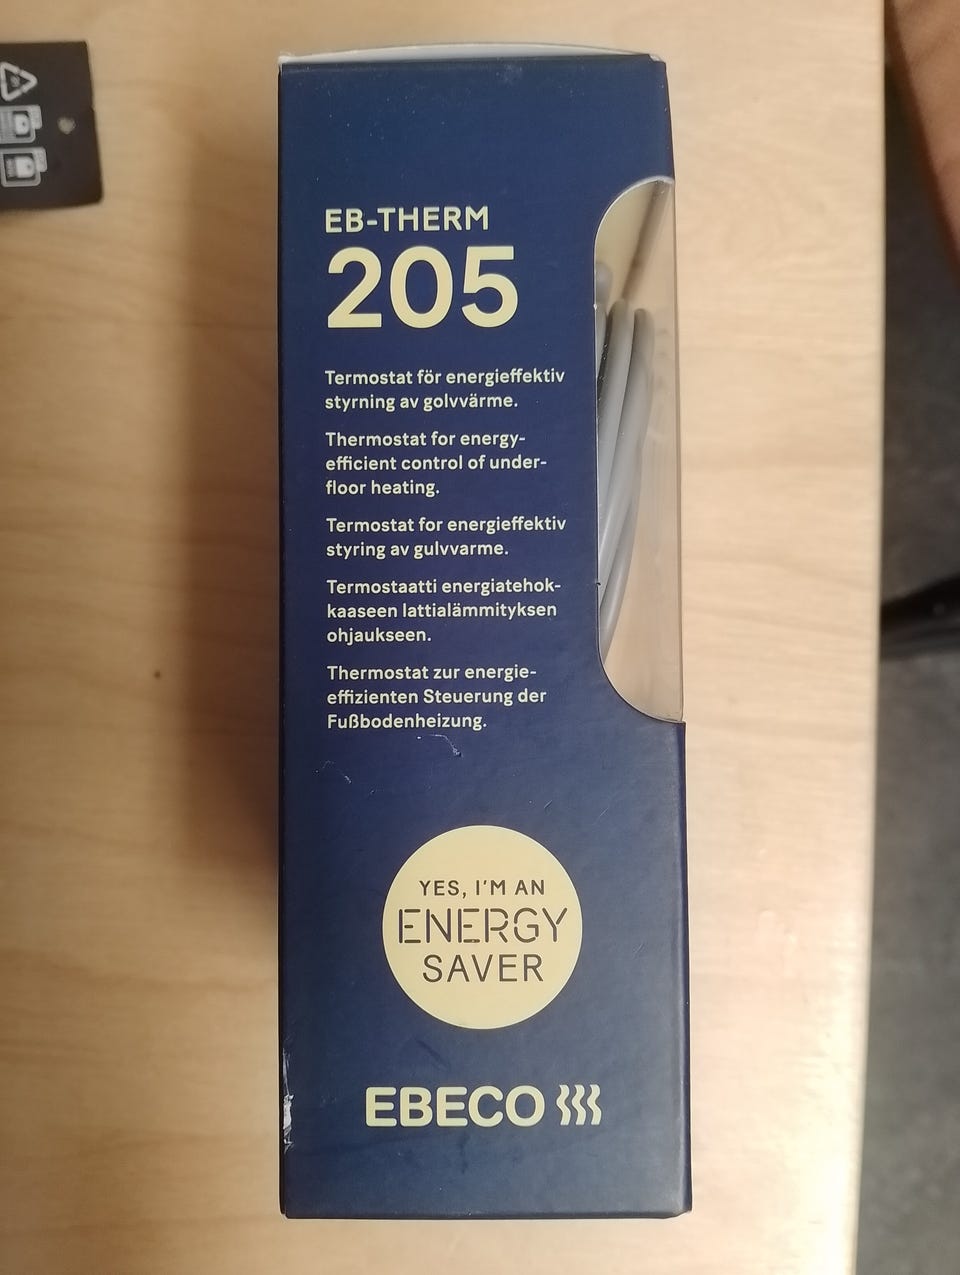 EB-THERM
205
Termostat för energieffektiv
styrning av golvvärme.
Thermostat for energy-
efficient control of under-
floor heating.
Termostat for energieffektiv
styring av gulvvarme.
Termostaatti energiatehok-
kaaseen lattialämmityksen
ohjaukseen.
Thermostat zur energie-
effizienten Steuerung der
Fußbodenheizung.
YES, I'M AN
ENERGY
SAVER
EBECO